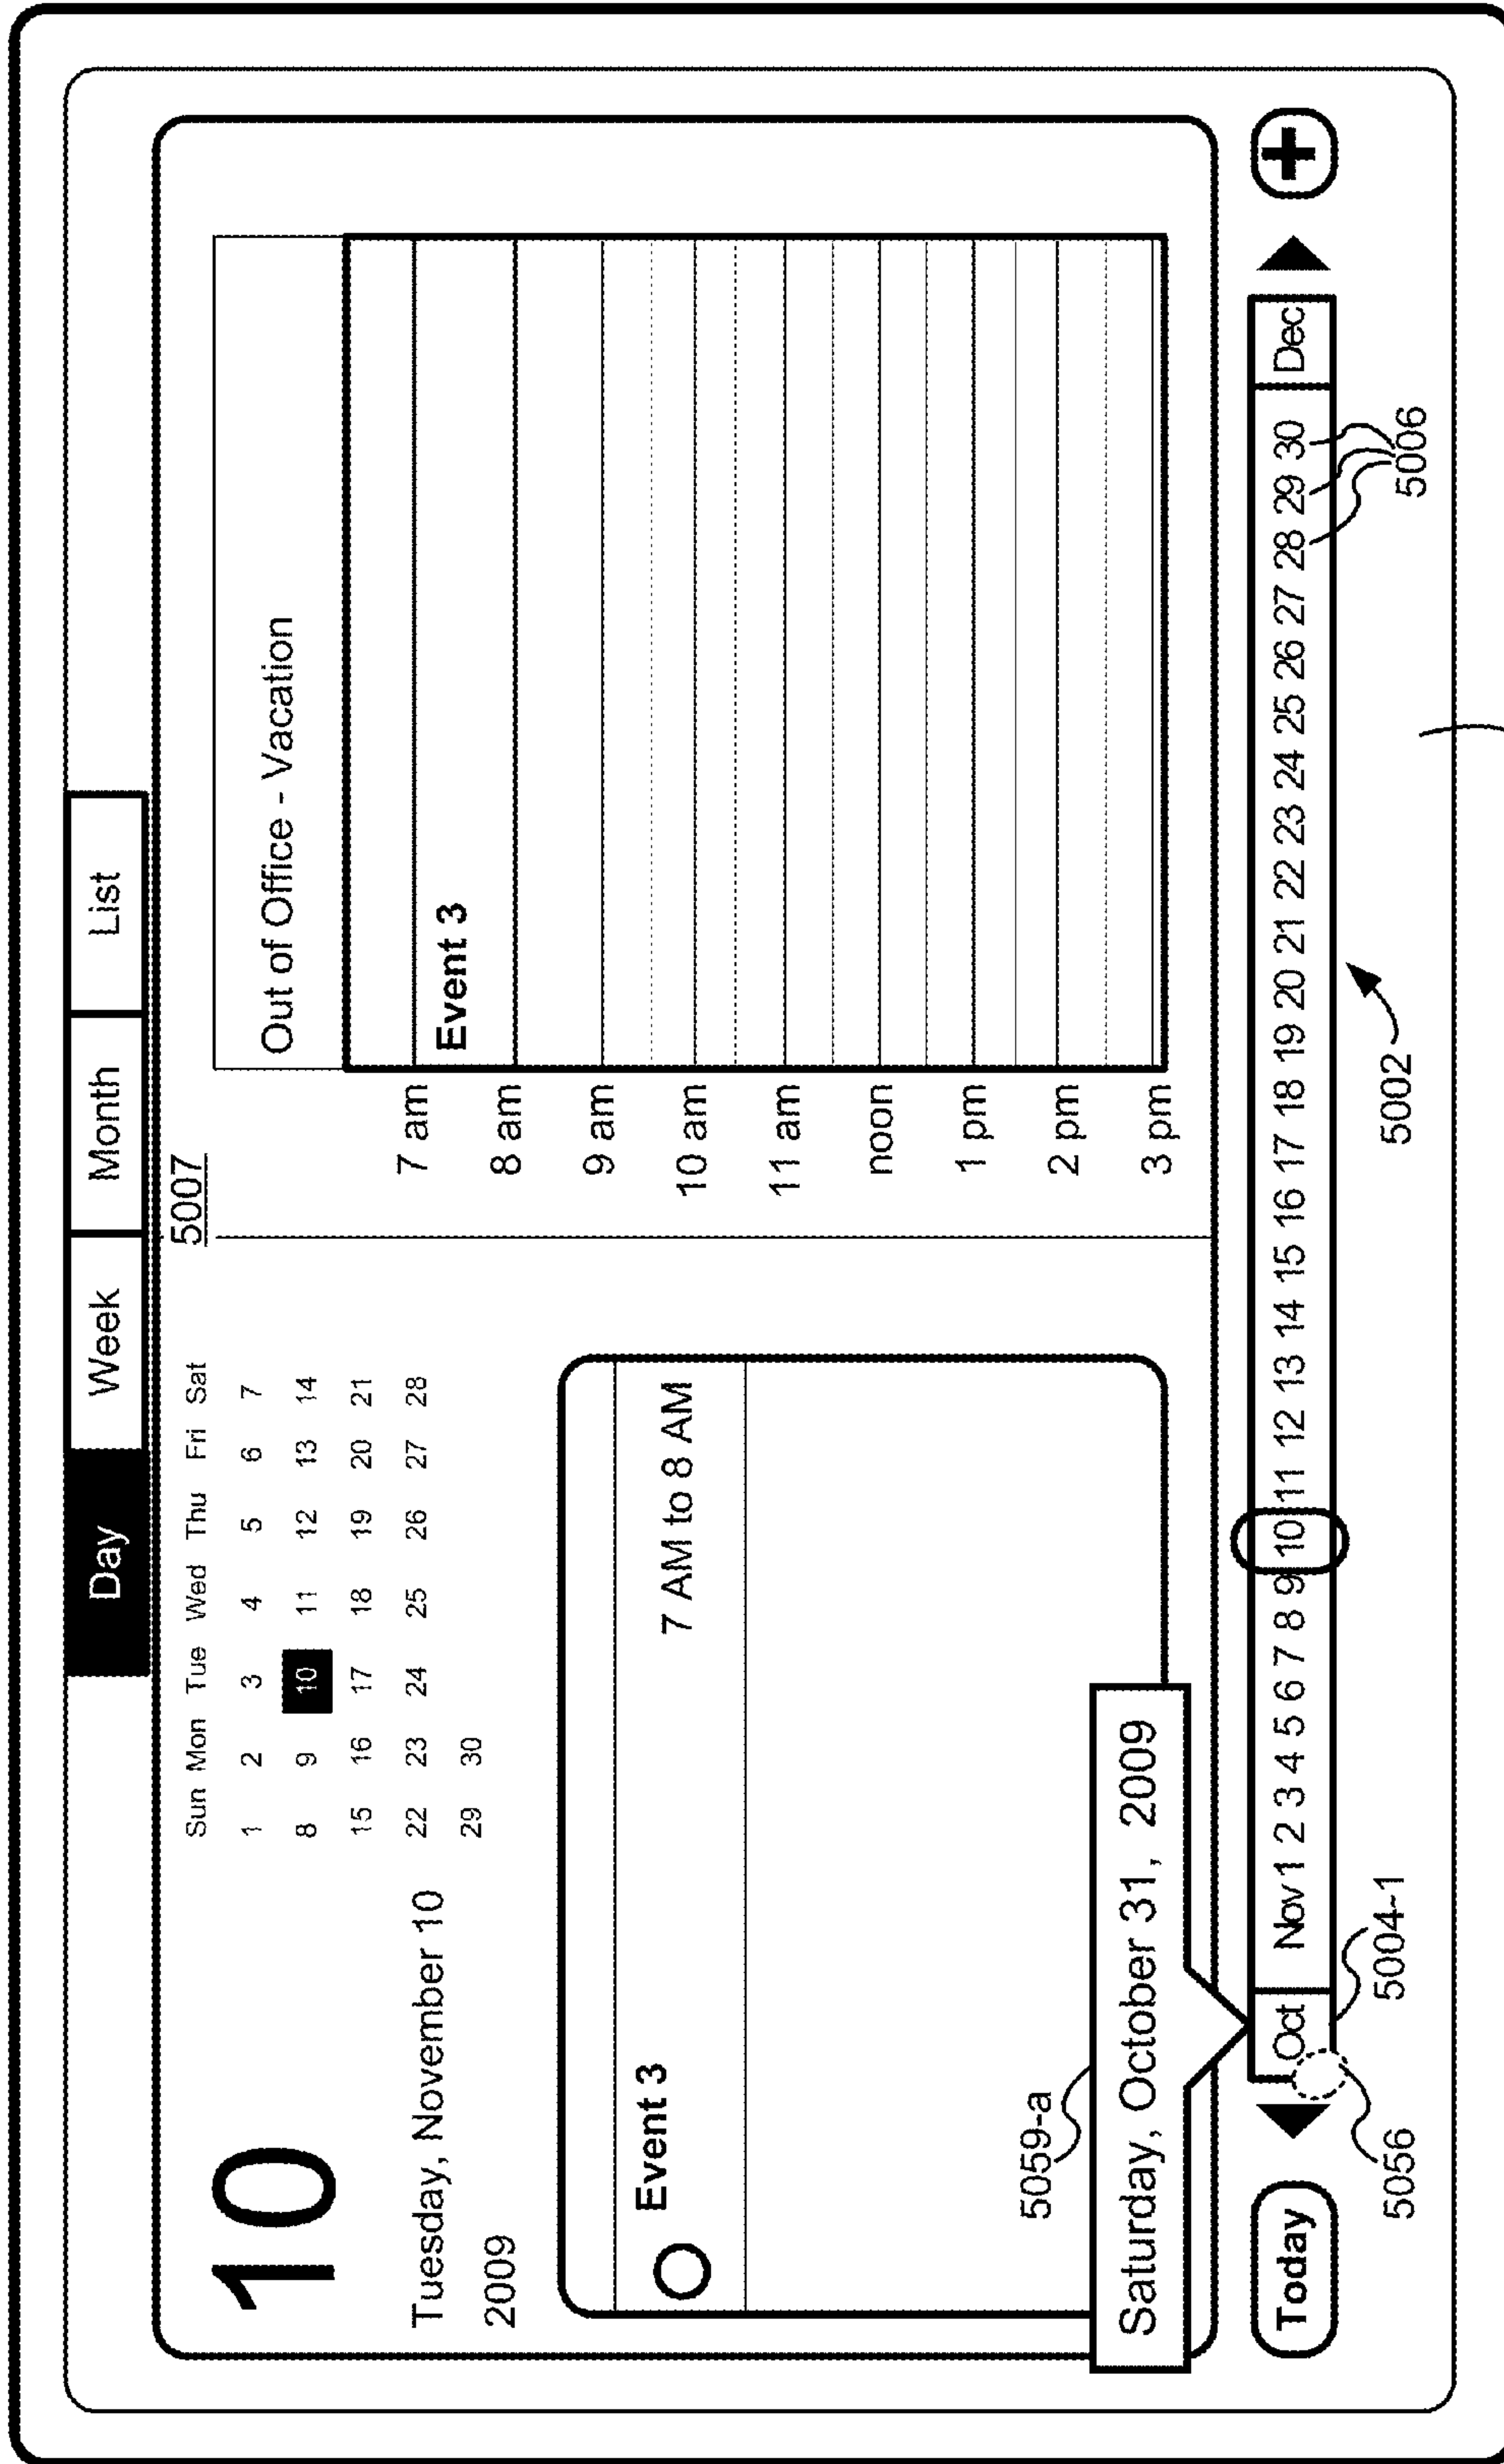 Day Week Month List
5007
10
Tuesday, November 10
2009
Sun Mon Tue Wed Thu Fri Sat
1 2 3 4 5 6 7
8 9 10 11 12 13 14
15 16 17 18 19 20 21
22 23 24 25 26 27 28
29 30
Event 3
7 AM to 8 AM
5059-a
Saturday, October 31, 2009
Out of Office - Vacation
7 am
Event 3
8 am
9 am
10 am
11 am
noon
1 pm
2 pm
3 pm
Today Oct Nov 1 2 3 4 5 6 7 8 9 10 11 12 13 14 15 16 17 18 19 20 21 22 23 24 25 26 27 28 29 30 Dec +
5056 5004-1 5002 5006